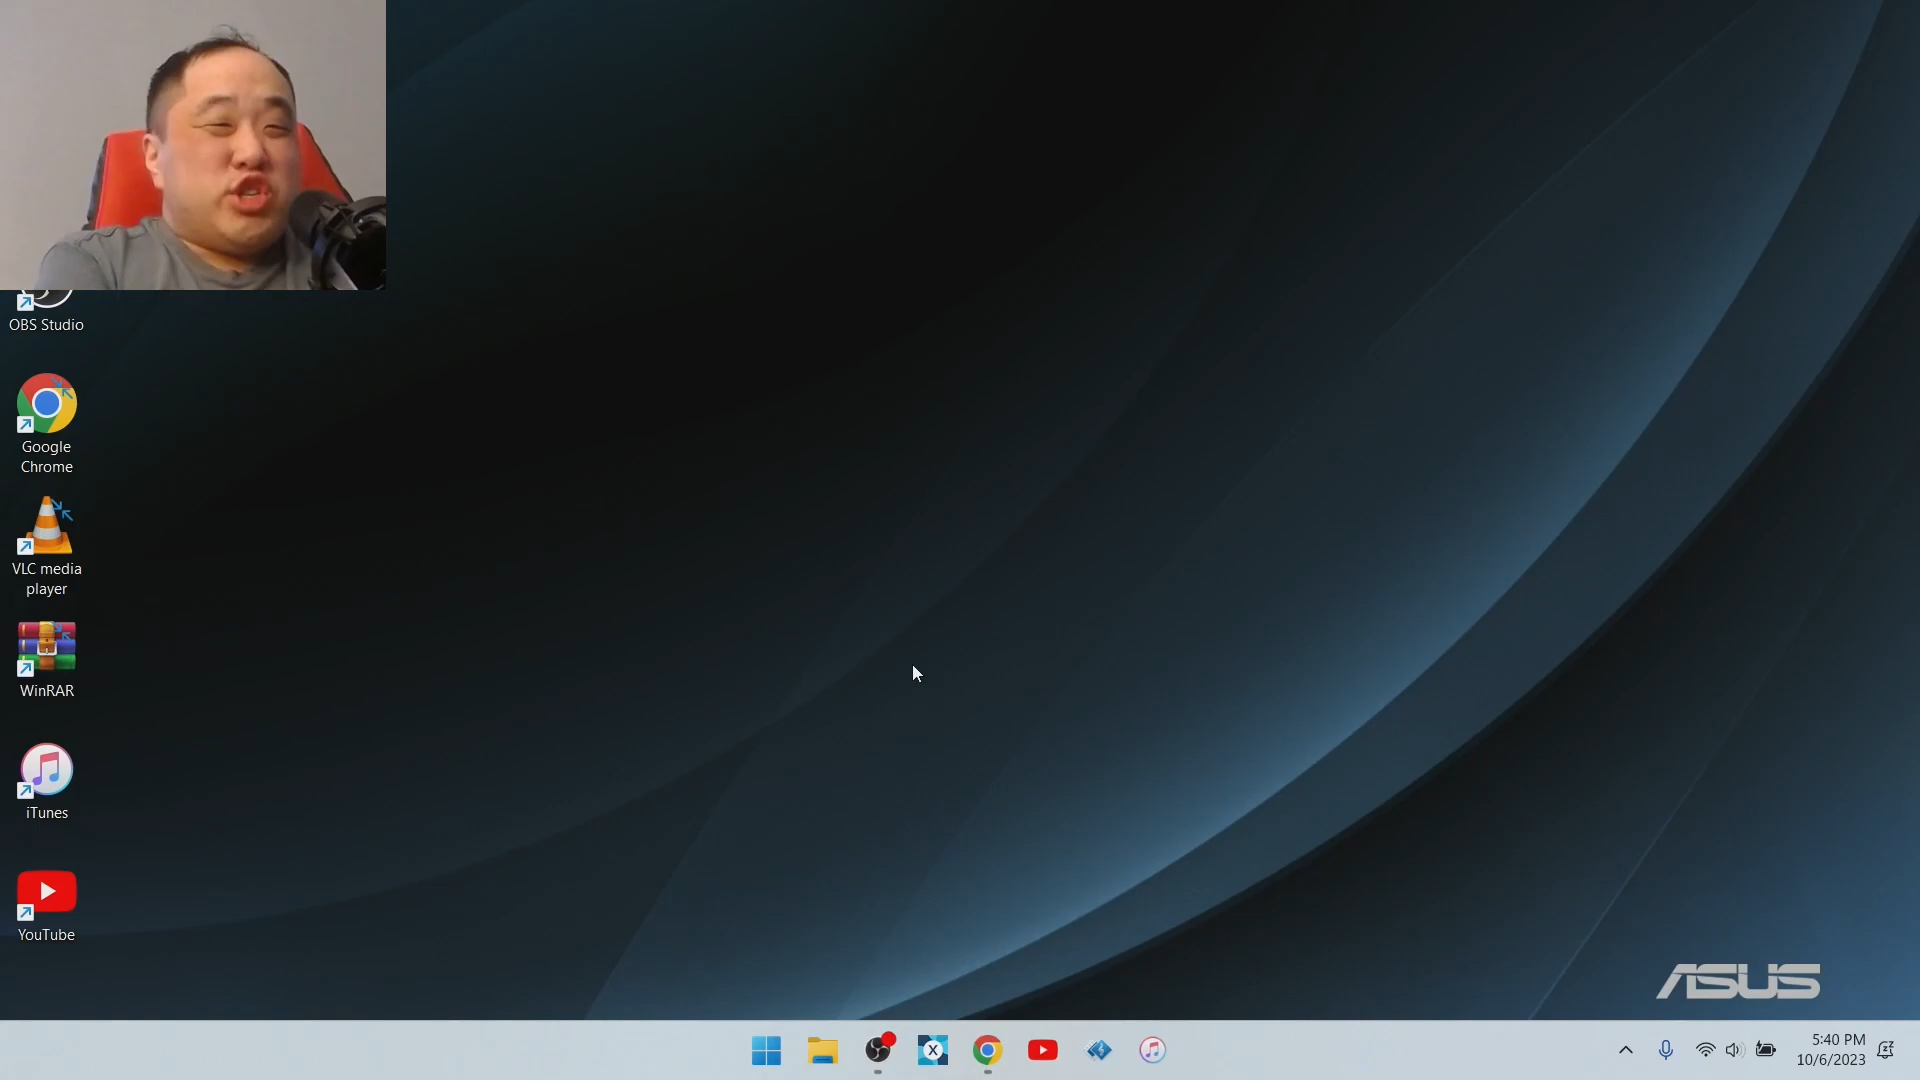 OBS Studio
Google
Chrome
VLC media
player
WinRAR
iTunes
YouTube
ASUS
X
5:40 PM
10/6/2023